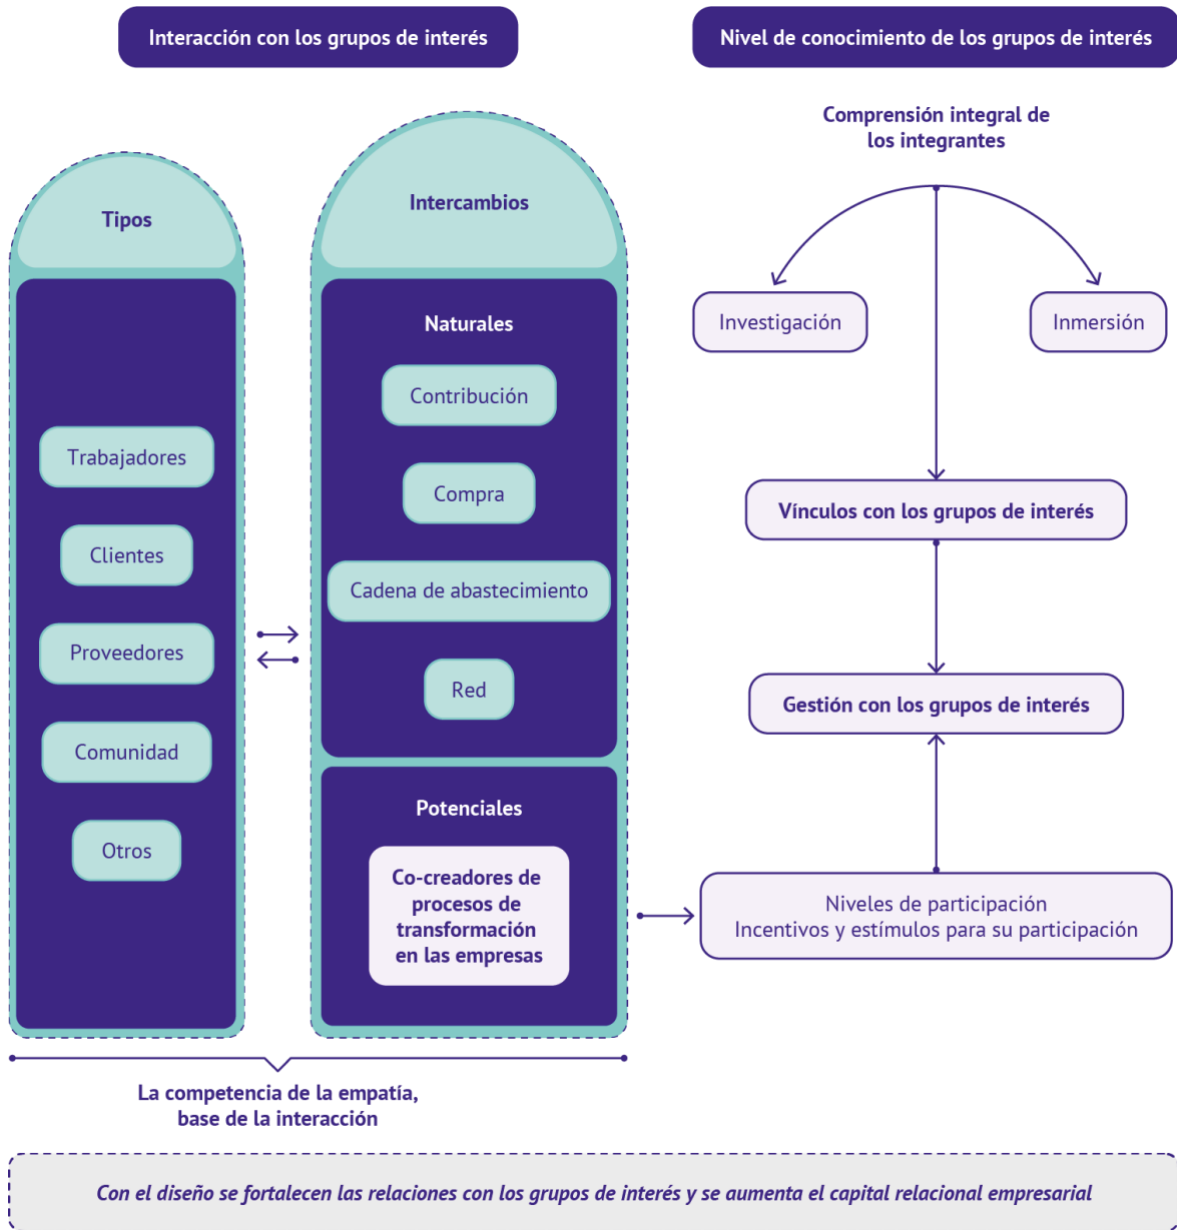 Interacción con los grupos de interés
Tipos
Trabajadores
Clientes
Proveedores
Comunidad
Otros
Intercambios
Naturales
Contribución
Compra
Cadena de abastecimiento
Red
Potenciales
Co-creadores de
procesos de
transformación
en las empresas
La competencia de la empatía,
base de la interacción
Nivel de conocimiento de los grupos de interés
Comprensión integral de
los integrantes
Investigación
Inmersión
Vínculos con los grupos de interés
Gestión con los grupos de interés
Niveles de participación
Incentivos y estímulos para su participación
Con el diseño se fortalecen las relaciones con los grupos de interés y se aumenta el capital relacional empresarial